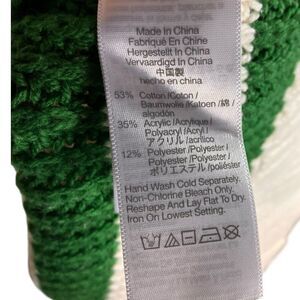 Made In China
Fabriqué En Chine
Hergestellt In China
Vervaardigd In China
中国製
hecho en china
53% Cotton/Coton/
Baumwolle/Katoen/綿/
algodón
35% Acrylic/Acrylique/
Polyacryl/Acryl/
アクリル/acrílico
12% Polyester/Polyester/
Polyester/Polyester/
ポリエステル/poliéster
Hand Wash Cold Separately.
Non-Chlorine Bleach Only.
Reshape And Lay Flat To Dry.
Iron On Lowest Setting.